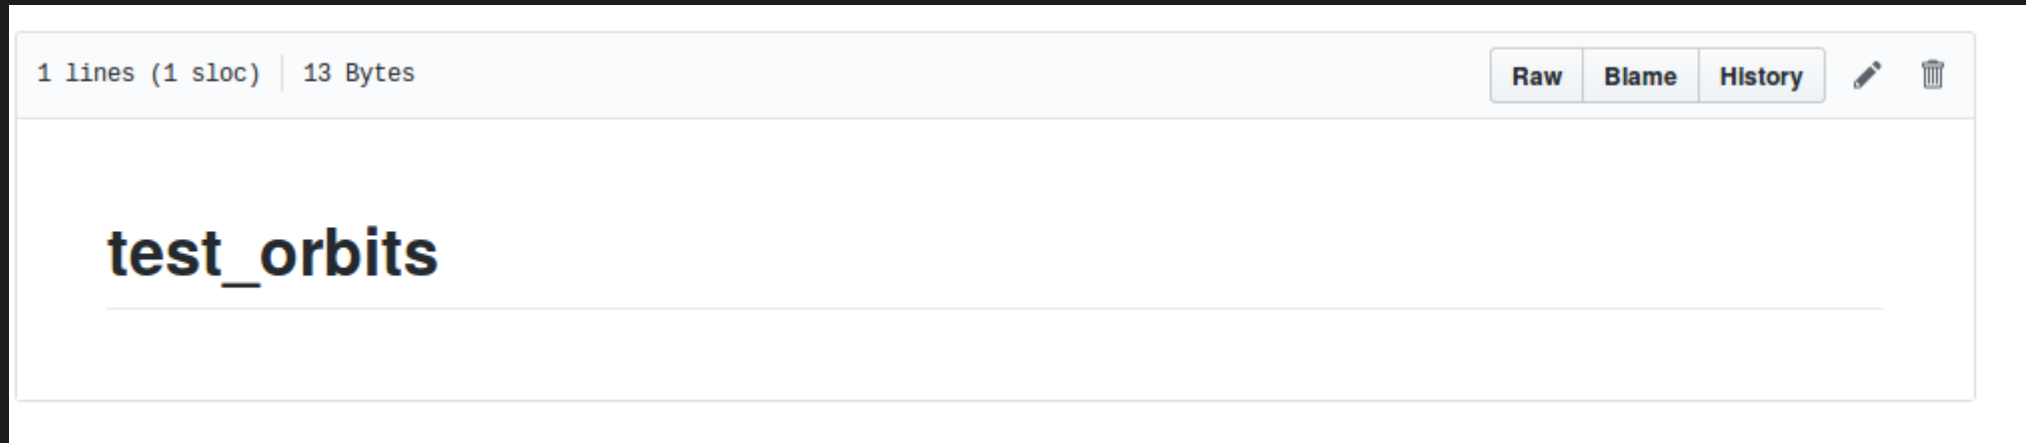 1 lines (1 sloc) 13 Bytes Raw Blame History
test_orbits